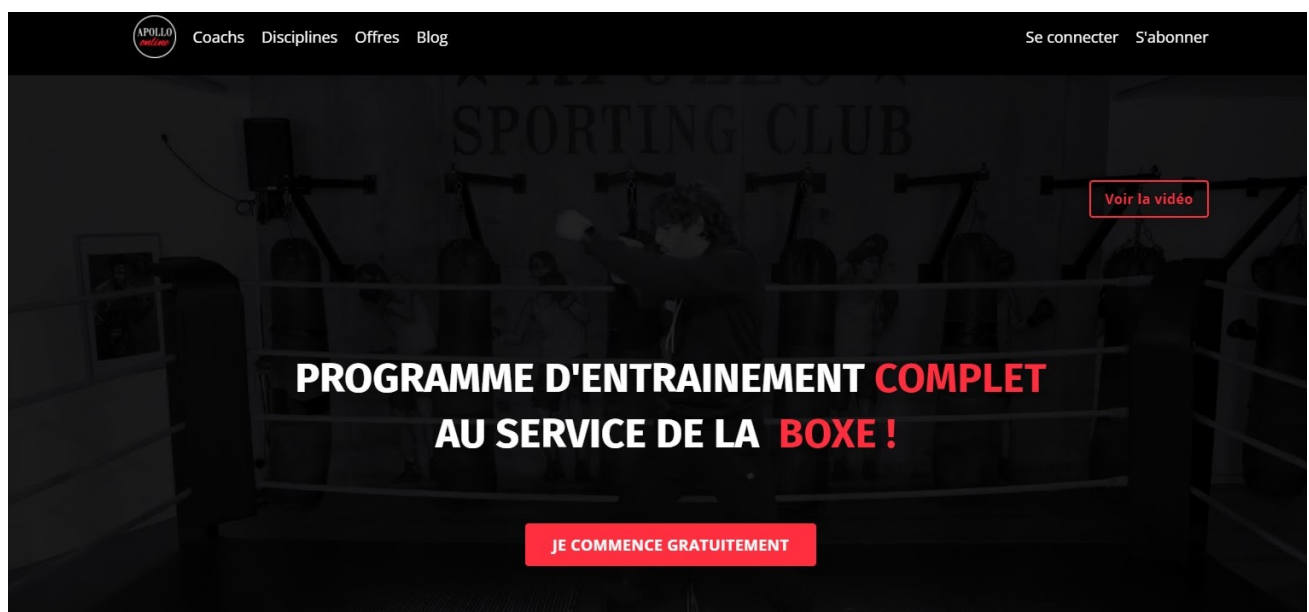 APOLLO
online
Coachs Disciplines Offres Blog
Se connecter S'abonner
SPORTING CLUB
Voir la vidéo
PROGRAMME D'ENTRAINEMENT COMPLET
AU SERVICE DE LA BOXE !
JE COMMENCE GRATUITEMENT